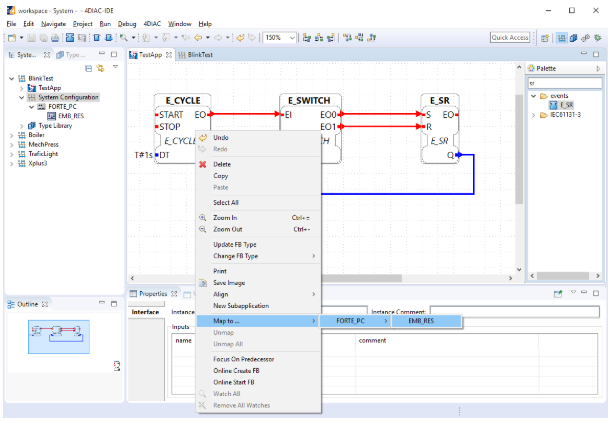 workspace - System - - 4DIAC-IDE
File Edit Navigate Project Run Debug 4DIAC Window Help
150%
Quick Access
Syste...
Type ...
TestApp
BlinkTest
Palette
BlinkTest
TestApp
System Configuration
FORTE_PC
EMB_RES
Type Library
Boiler
MechPress
TraficLight
Xplus3
events
E_SR
IEC61131-3
E_CYCLE
START EO
STOP
E_CYCLE
T#1s DT
E_SWITCH
EI EO0
EO1
E_SR
S EO
R
E_SR
Q
Undo
Redo
Delete
Copy
Paste
Select All
Zoom In Ctrl+=
Zoom Out Ctrl+-
Update FB Type
Change FB Type
Print
Save Image
Align
New Subapplication
Map to ...
FORTE_PC
EMB_RES
Unmap
Unmap All
Focus On Predecessor
Online Create FB
Online Start FB
Watch All
Remove All Watches
Outline
Properties
Interface
Instance
Instance Comment:
Inputs
name
comment